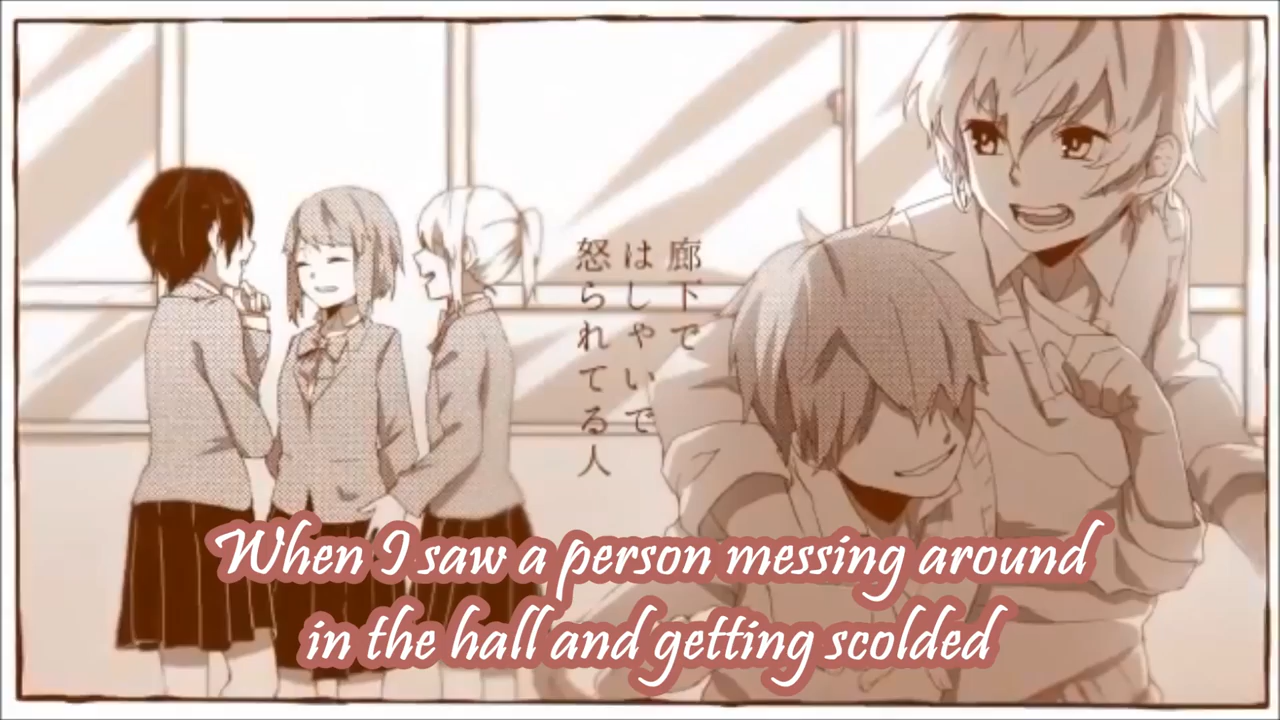 廊下で
はしゃいで
怒られてる人
When I saw a person messing around
in the hall and getting scolded